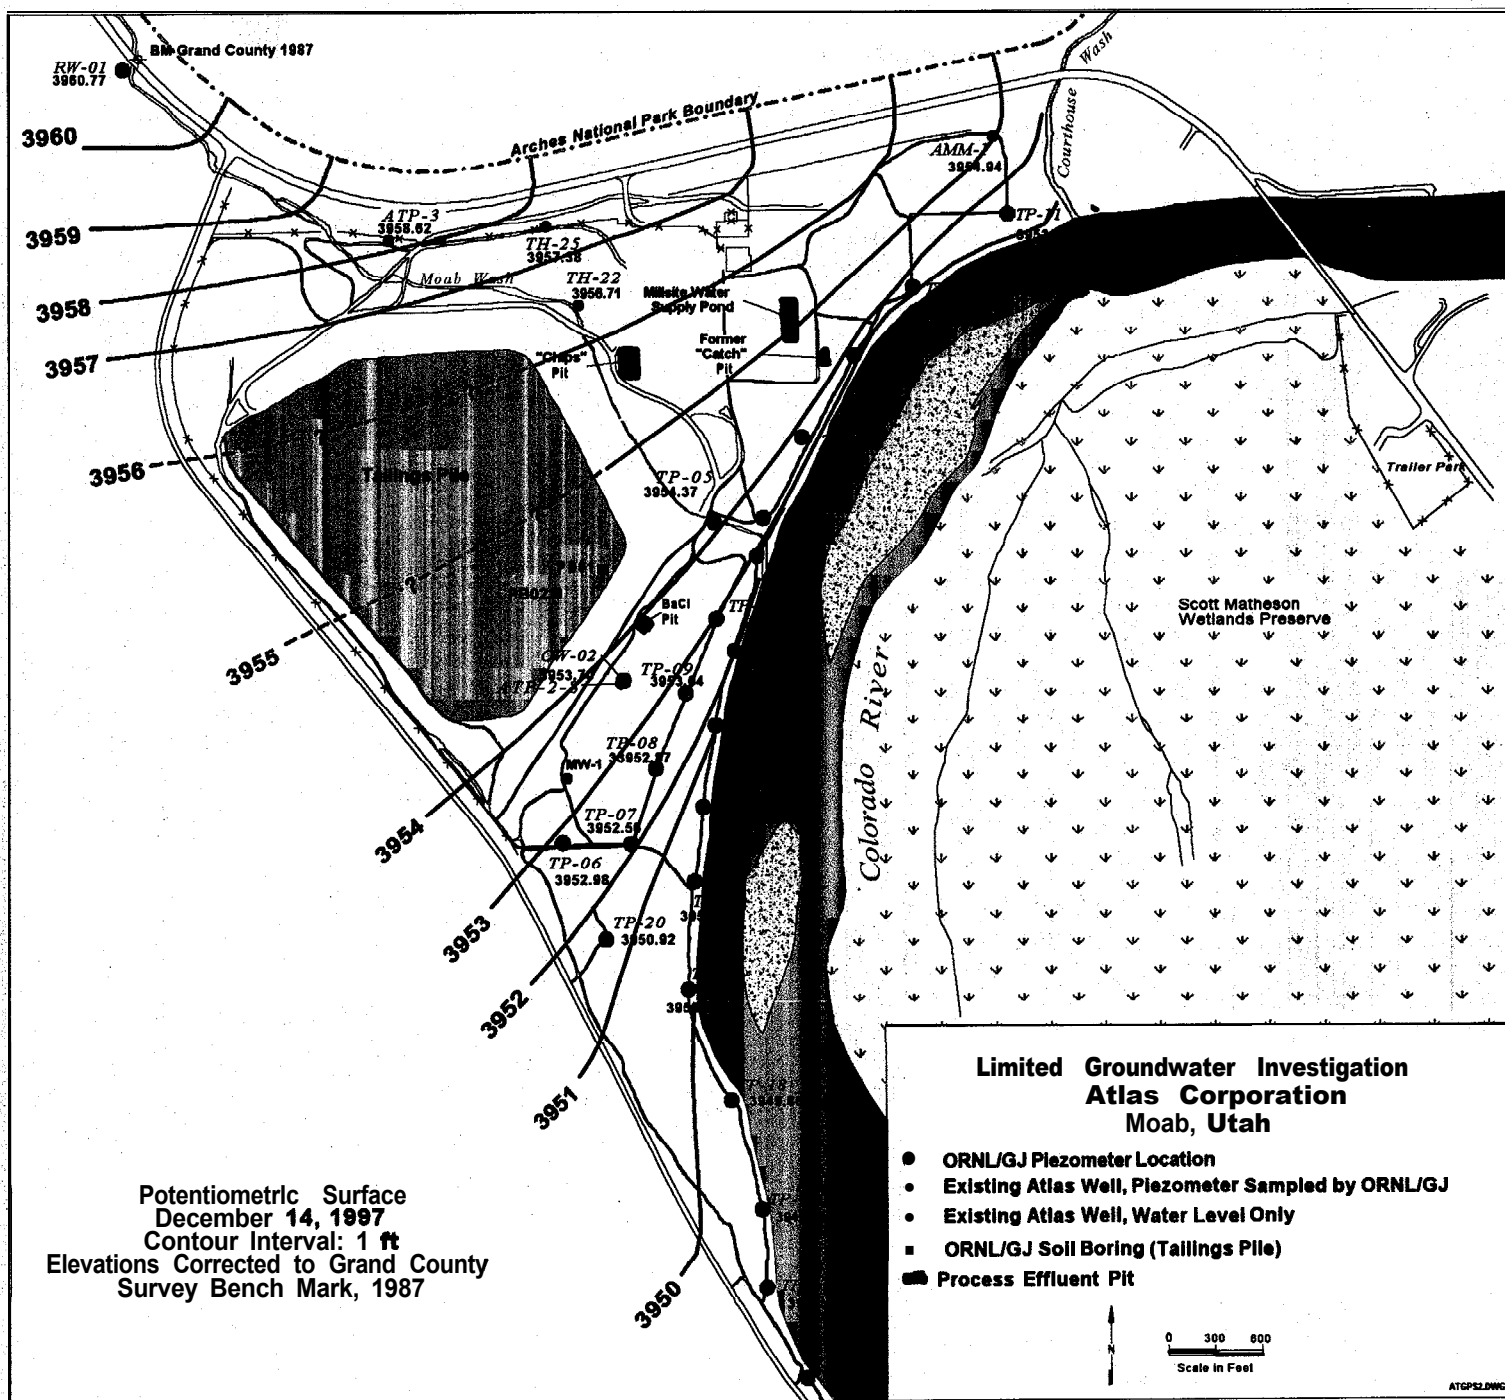 BM Grand County 1987
RW-01
3960.77
3960
Arches National Park Boundary
Courthouse Wash
3959
ATP-3
3958.62
TH-25
3957.38
TP-11
3958
Moab Wash
TH-22
3956.71
Millsite Water
Supply Pond
Former
"Catch"
Pit
"Chips"
Pit
3957
3956
Tailings Pile
TP-05
3954.37
Trailer Park
Scott Matheson
Wetlands Preserve
BaCl
Pit
3955
TP-09
TP-08
MW-1
Colorado River
TP-07
TP-06
3952.98
3954
TP-20
3950.92
3953
3952
3951
3950
Potentiometric Surface
December 14, 1997
Contour Interval: 1 ft
Elevations Corrected to Grand County
Survey Bench Mark, 1987
Limited Groundwater Investigation
Atlas Corporation
Moab, Utah
ORNL/GJ Piezometer Location
Existing Atlas Well, Piezometer Sampled by ORNL/GJ
Existing Atlas Well, Water Level Only
ORNL/GJ Soil Boring (Tailings Pile)
Process Effluent Pit
N
0 300 600
Scale in Feet
ATGPS2.DWG